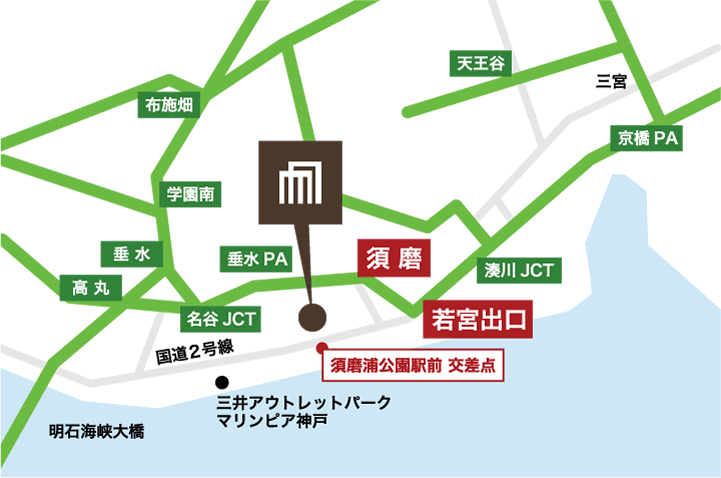 天王谷
三宮
布施畑
京橋 PA
学園南
垂 水
垂水 PA
須 磨
湊川 JCT
高 丸
名谷 JCT
若宮出口
国道2号線
須磨浦公園駅前 交差点
三井アウトレットパーク
マリンピア神戸
明石海峡大橋